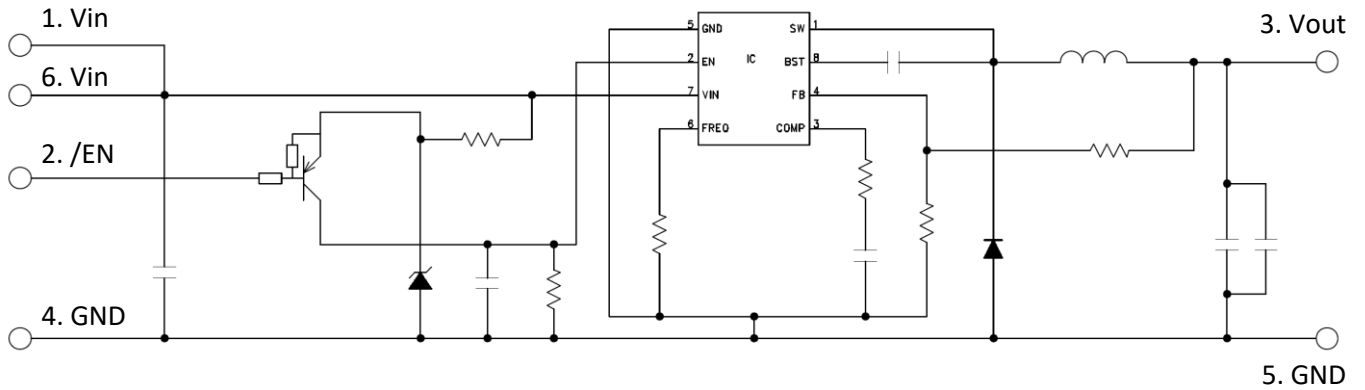 1. Vin
6. Vin
2. /EN
4. GND
5 GND SW 1
IC
2 EN BST 8
7 VIN FB 4
6 FREQ COMP 3
3. Vout
5. GND